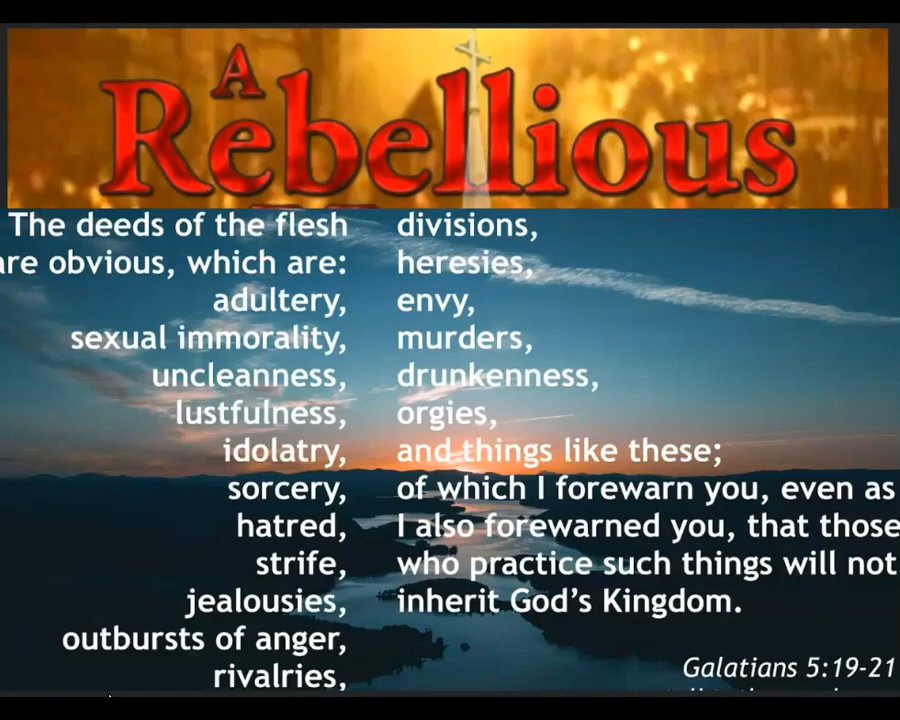 A
Rebellious
The deeds of the flesh
are obvious, which are:
adultery,
sexual immorality,
uncleanness,
lustfulness,
idolatry,
sorcery,
hatred,
strife,
jealousies,
outbursts of anger,
rivalries,
divisions,
heresies,
envy,
murders,
drunkenness,
orgies,
and things like these;
of which I forewarn you, even as
I also forewarned you, that those
who practice such things will not
inherit God’s Kingdom.
Galatians 5:19-21